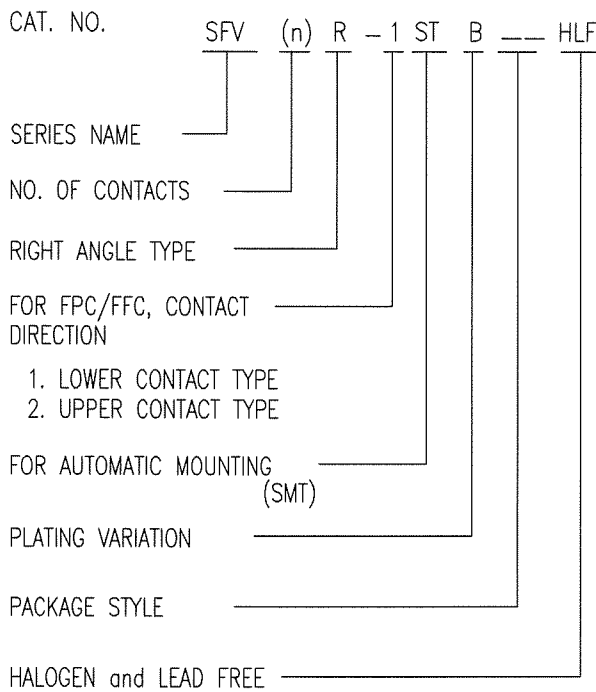 CAT. NO.
SFV (n) R - 1 ST B __ HLF
SERIES NAME
NO. OF CONTACTS
RIGHT ANGLE TYPE
FOR FPC/FFC, CONTACT
DIRECTION
1. LOWER CONTACT TYPE
2. UPPER CONTACT TYPE
FOR AUTOMATIC MOUNTING
(SMT)
PLATING VARIATION
PACKAGE STYLE
HALOGEN and LEAD FREE